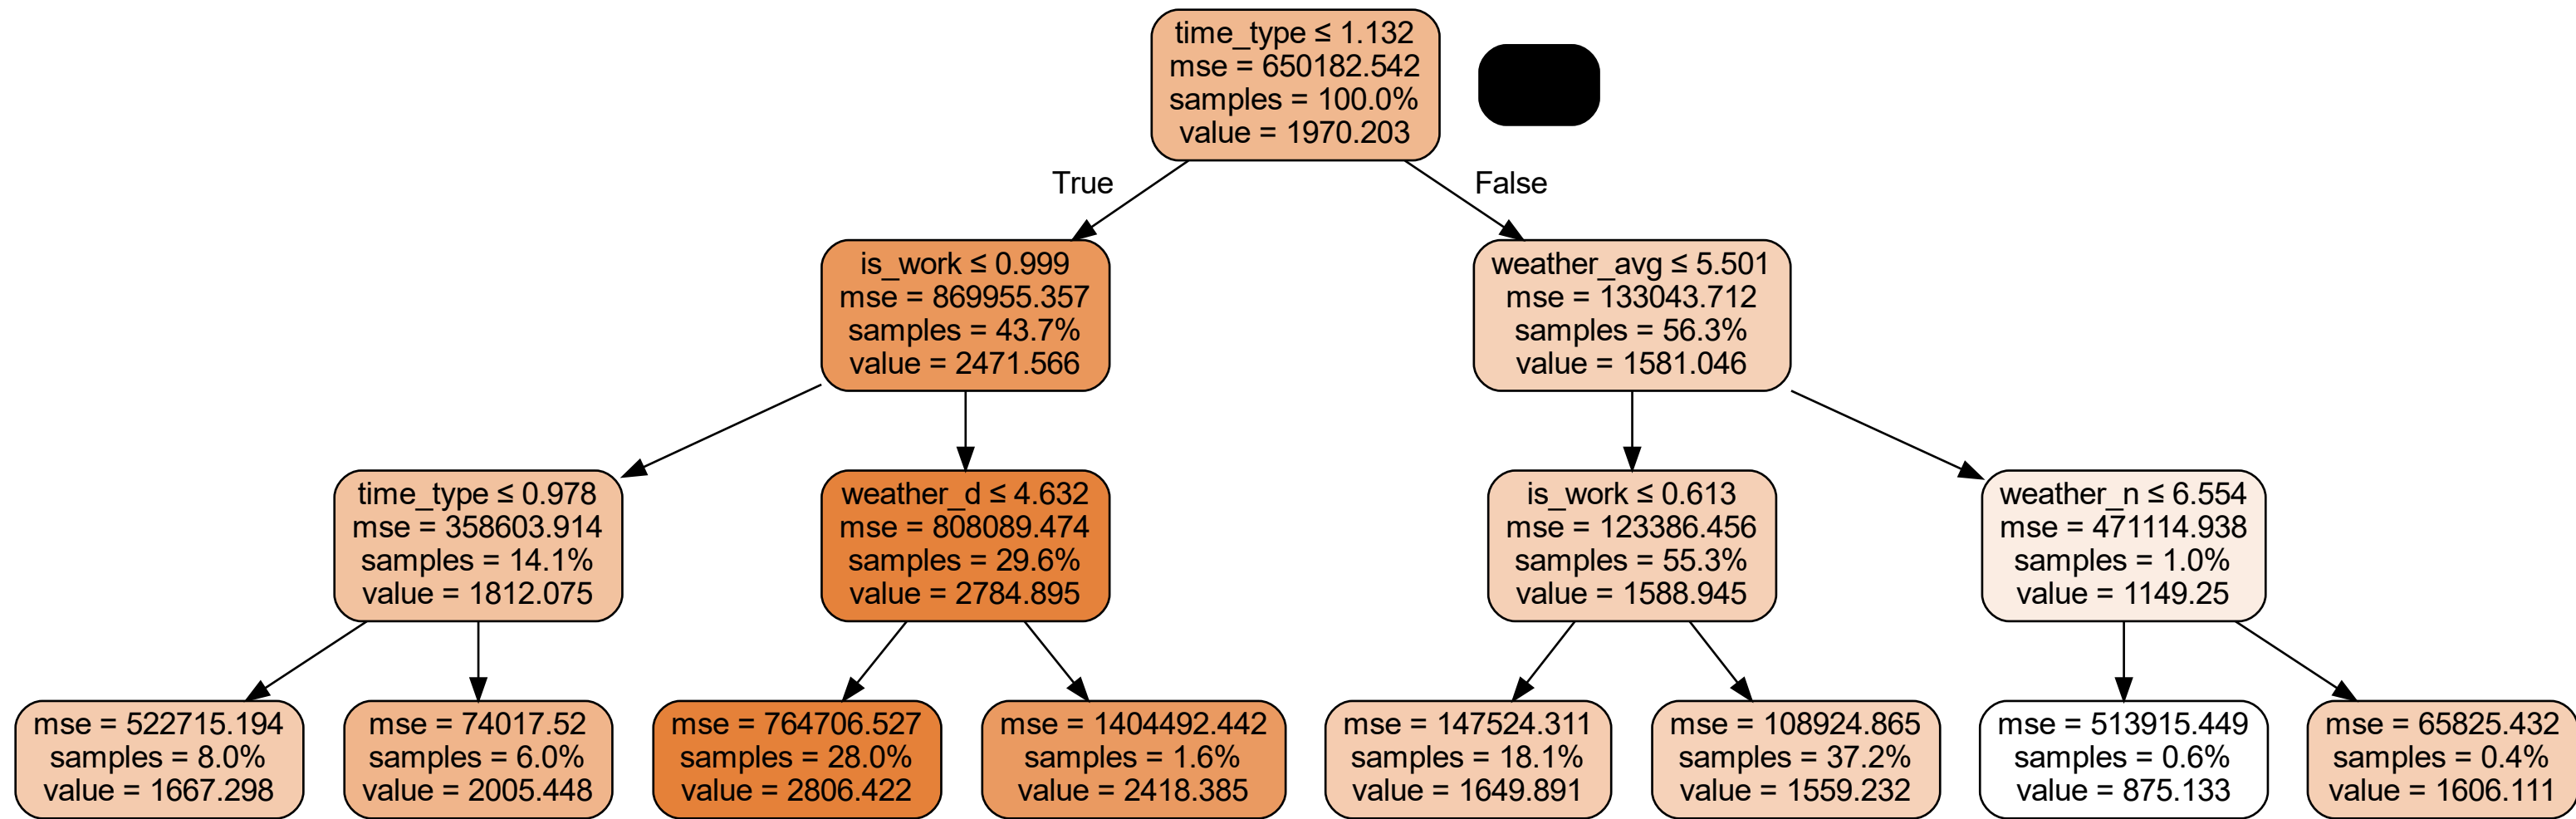 time_type ≤ 1.132
mse = 650182.542
samples = 100.0%
value = 1970.203
True
False
is_work ≤ 0.999
mse = 869955.357
samples = 43.7%
value = 2471.566
weather_avg ≤ 5.501
mse = 133043.712
samples = 56.3%
value = 1581.046
time_type ≤ 0.978
mse = 358603.914
samples = 14.1%
value = 1812.075
weather_d ≤ 4.632
mse = 808089.474
samples = 29.6%
value = 2784.895
is_work ≤ 0.613
mse = 123386.456
samples = 55.3%
value = 1588.945
weather_n ≤ 6.554
mse = 471114.938
samples = 1.0%
value = 1149.25
mse = 522715.194
samples = 8.0%
value = 1667.298
mse = 74017.52
samples = 6.0%
value = 2005.448
mse = 764706.527
samples = 28.0%
value = 2806.422
mse = 1404492.442
samples = 1.6%
value = 2418.385
mse = 147524.311
samples = 18.1%
value = 1649.891
mse = 108924.865
samples = 37.2%
value = 1559.232
mse = 513915.449
samples = 0.6%
value = 875.133
mse = 65825.432
samples = 0.4%
value = 1606.111